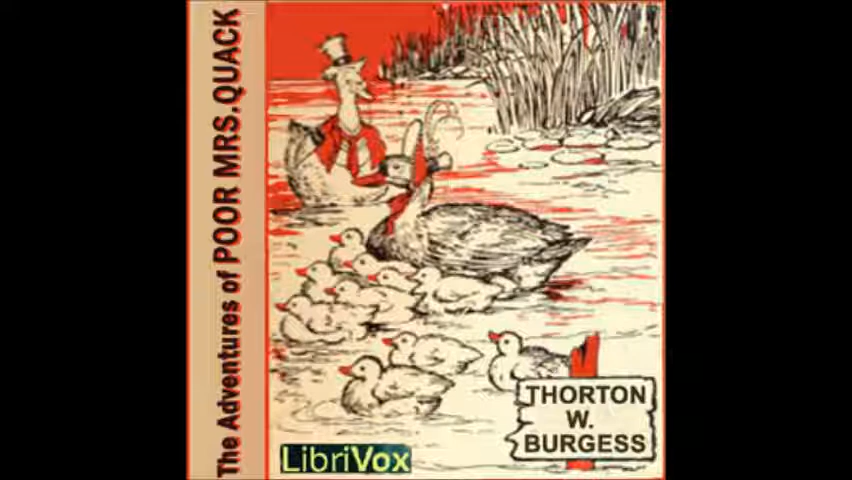 The Adventures of POOR MRS.QUACK
THORTON
W.
BURGESS
LibriVox